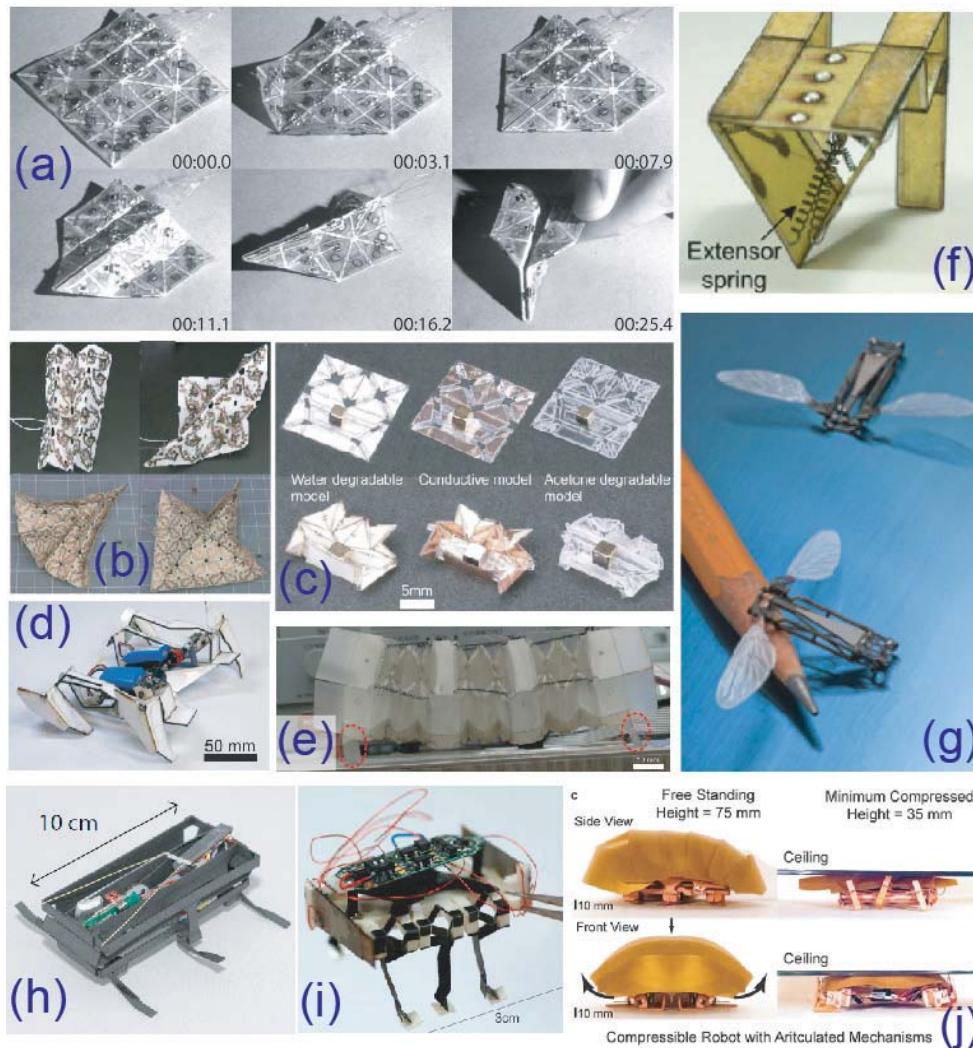 (a)
00:00.0
00:03.1
00:07.9
00:11.1
00:16.2
00:25.4
Extensor
spring
(f)
(b)
Water degradable
model
Conductive model
Acetone degradable
model
(c)
5mm
(d)
50 mm
(e)
(g)
10 cm
(h)
(i)
3cm
c
Free Standing
Height = 75 mm
Minimum Compressed
Height = 35 mm
Side View
Ceiling
10 mm
Front View
Ceiling
10 mm
Compressible Robot with Aritculated Mechanisms
(j)